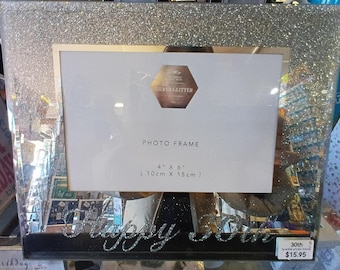 SILVER GLITTER
PHOTO FRAME
4" X 6"
( 10cm X 15cm )
Happy 30th
30th
$15.95